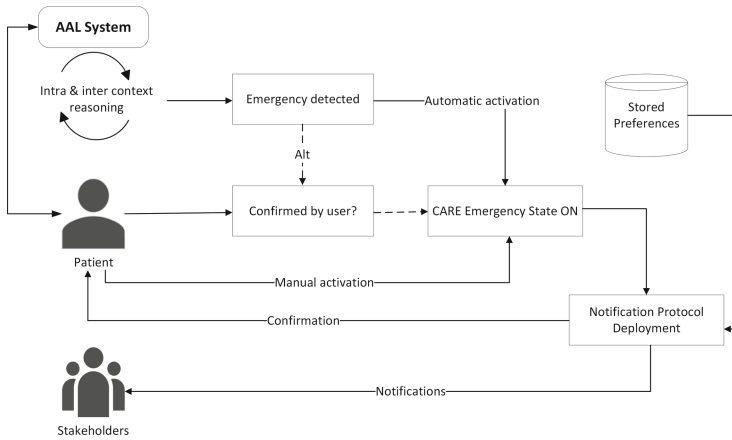 AAL System
Intra & inter context
reasoning
Emergency detected
Automatic activation
Stored
Preferences
Alt
Confirmed by user?
CARE Emergency State ON
Patient
Manual activation
Notification Protocol
Deployment
Confirmation
Notifications
Stakeholders